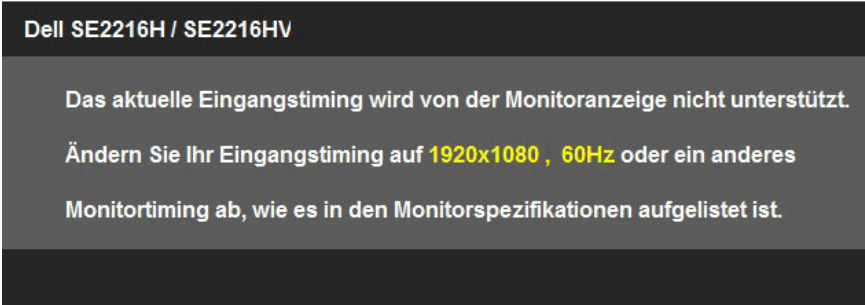 Dell SE2216H / SE2216HV
Das aktuelle Eingangstiming wird von der Monitoranzeige nicht unterstützt.
Ändern Sie Ihr Eingangstiming auf 1920x1080 , 60Hz oder ein anderes
Monitortiming ab, wie es in den Monitorspezifikationen aufgelistet ist.